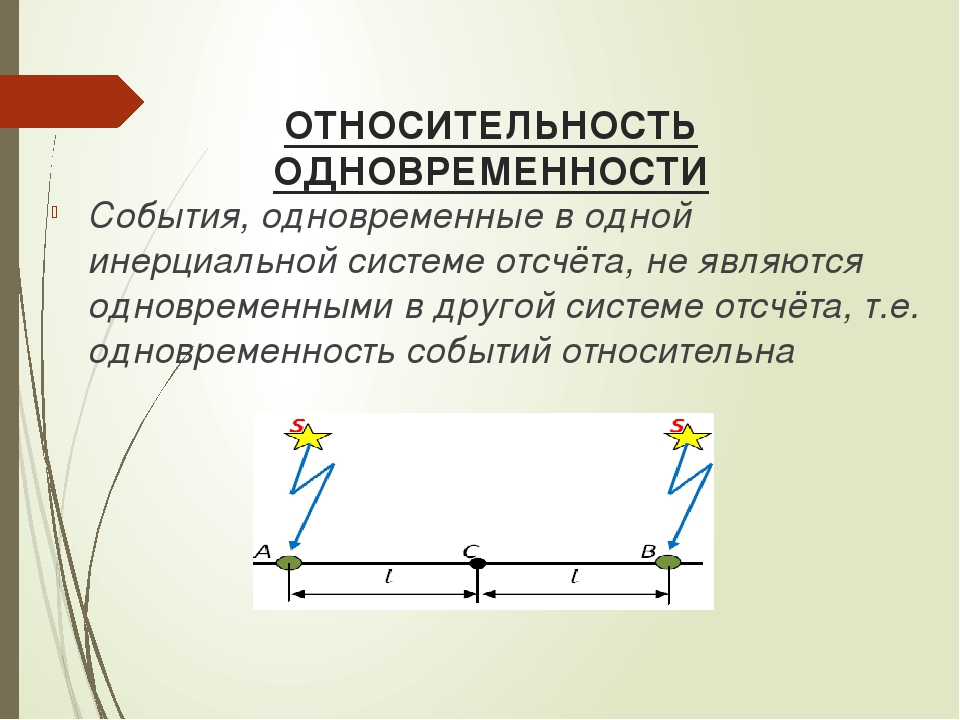 ОТНОСИТЕЛЬНОСТЬ
ОДНОВРЕМЕННОСТИ
События, одновременные в одной
инерциальной системе отсчёта, не являются
одновременными в другой системе отсчёта, т.е.
одновременность событий относительна
S S
A C B
l l